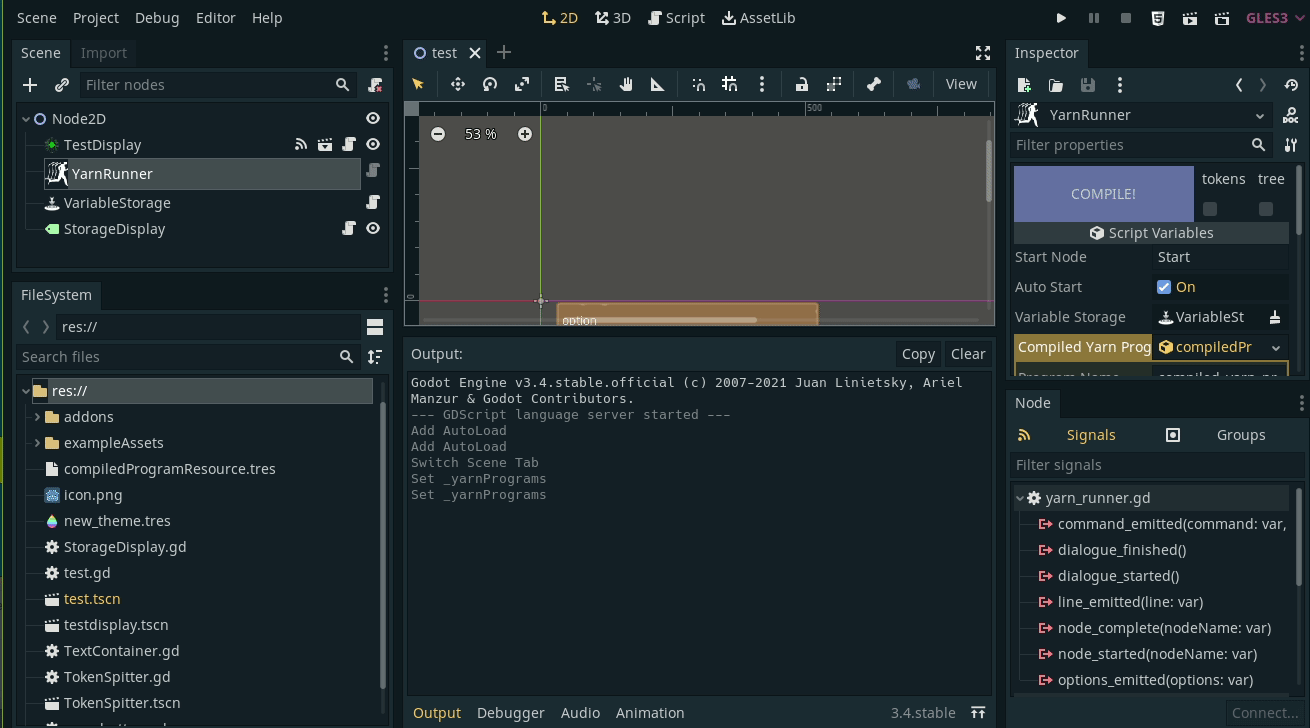 Scene Project Debug Editor Help 2D 3D Script AssetLib GLES3
Scene Import
Filter nodes
Node2D
TestDisplay
YarnRunner
VariableStorage
StorageDisplay
FileSystem
res://
Search files
res://
addons
exampleAssets
compiledProgramResource.tres
icon.png
new_theme.tres
StorageDisplay.gd
test.gd
test.tscn
testdisplay.tscn
TextContainer.gd
TokenSpitter.gd
TokenSpitter.tscn
test
View
0 500
53 %
0
option
Output: Copy Clear
Godot Engine v3.4.stable.official (c) 2007-2021 Juan Linietsky, Ariel
Manzur & Godot Contributors.
--- GDScript language server started ---
Add AutoLoad
Add AutoLoad
Switch Scene Tab
Set _yarnPrograms
Set _yarnPrograms
Output Debugger Audio Animation 3.4.stable
Inspector
YarnRunner
Filter properties
COMPILE! tokens tree
Script Variables
Start Node Start
Auto Start On
Variable Storage VariableSt
Compiled Yarn Prog compiledPr
Node
Signals Groups
Filter signals
yarn_runner.gd
command_emitted(command: var,
dialogue_finished()
dialogue_started()
line_emitted(line: var)
node_complete(nodeName: var)
node_started(nodeName: var)
options_emitted(options: var)
Connect...